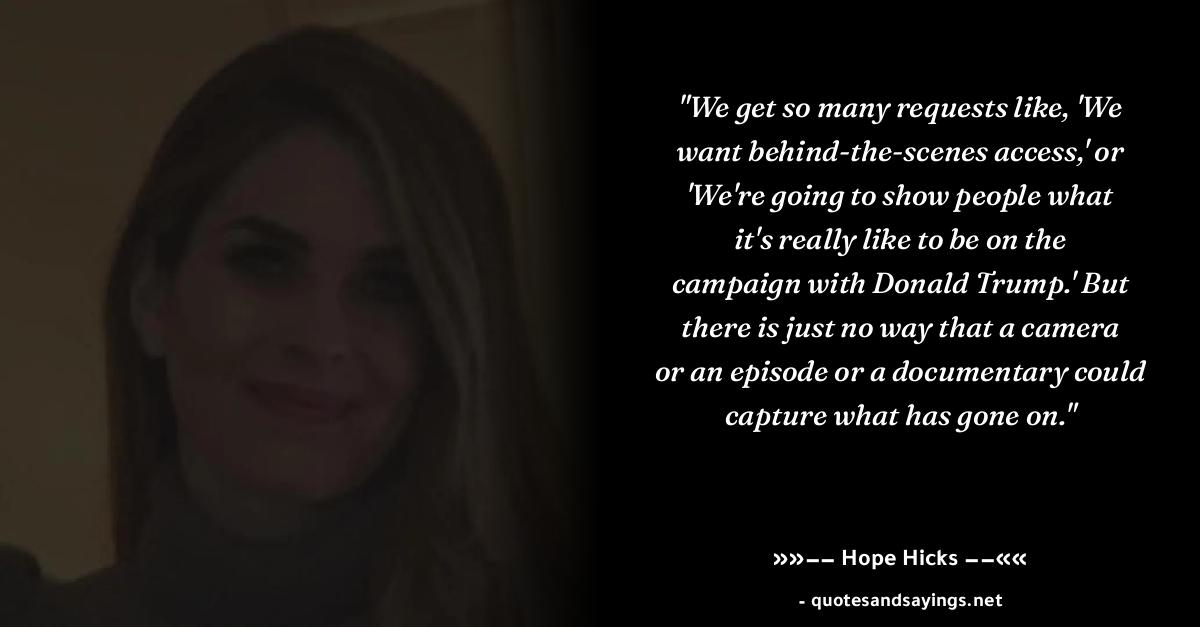 "We get so many requests like, 'We
want behind-the-scenes access,' or
'We're going to show people what
it's really like to be on the
campaign with Donald Trump.' But
there is just no way that a camera
or an episode or a documentary could
capture what has gone on."
»»–– Hope Hicks ––««
- quotesandsayings.net